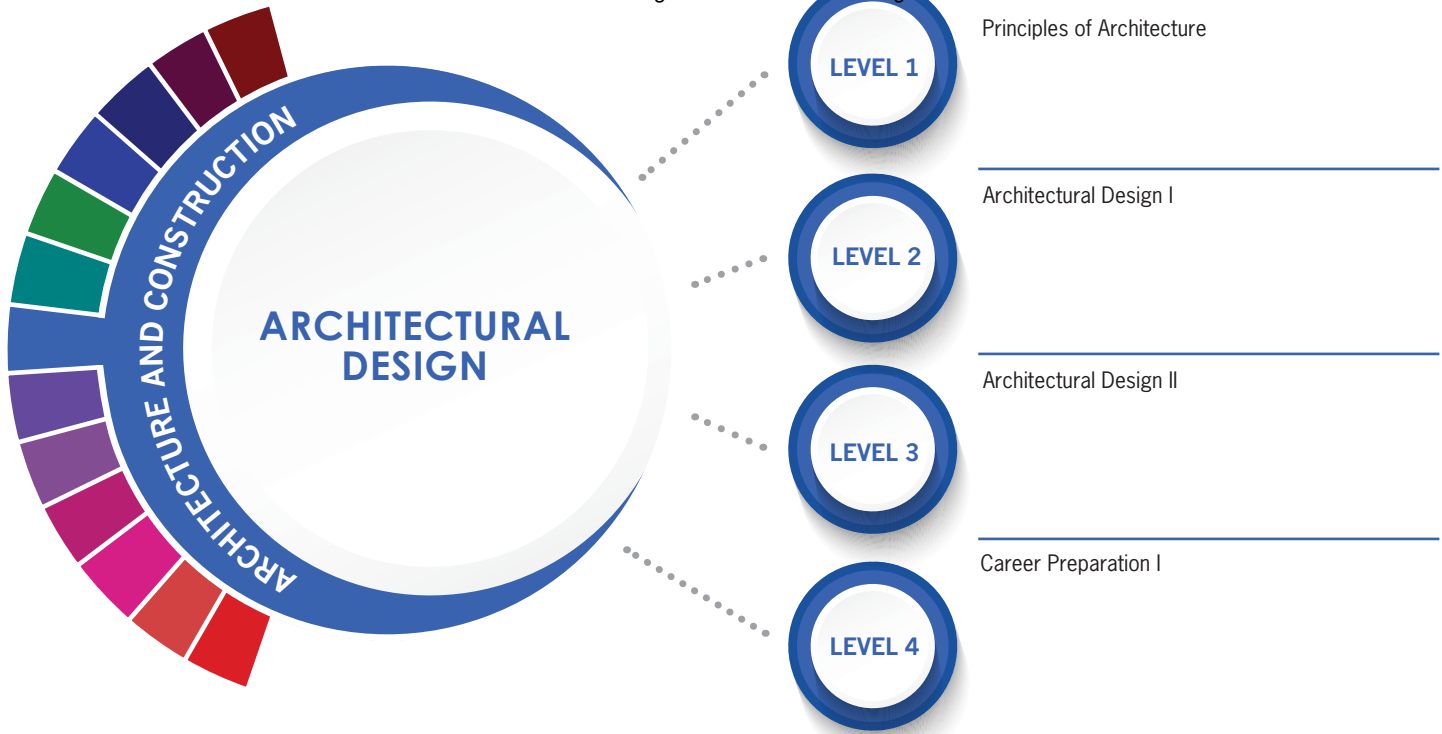 ARCHITECTURE AND CONSTRUCTION
ARCHITECTURAL
DESIGN
LEVEL 1
Principles of Architecture
LEVEL 2
Architectural Design I
LEVEL 3
Architectural Design II
LEVEL 4
Career Preparation I